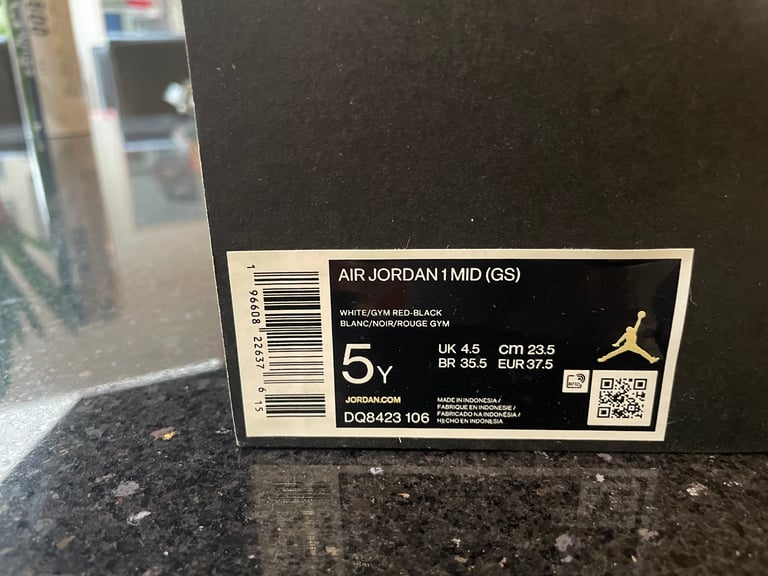 AIR JORDAN 1 MID (GS)
WHITE/GYM RED-BLACK
BLANC/NOIR/ROUGE GYM
5Y
UK 4.5 cm 23.5
BR 35.5 EUR 37.5
JORDAN.COM
DQ8423 106
MADE IN INDONESIA /
FABRIQUE EN INDONESIE /
FABRICADO NA INDONÉSIA /
HECHO EN INDONESIA
1 96608 22637 6 15